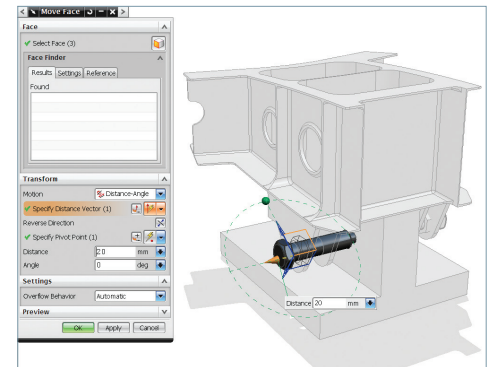 Move Face
Face
Select Face (3)
Face Finder
Results Settings Reference
Found
Transform
Motion Distance-Angle
Specify Distance Vector (1)
Reverse Direction
Specify Pivot Point (1)
Distance 20 mm
Angle 0 deg
Settings
Overflow Behavior Automatic
Preview
OK Apply Cancel
Distance 20 mm